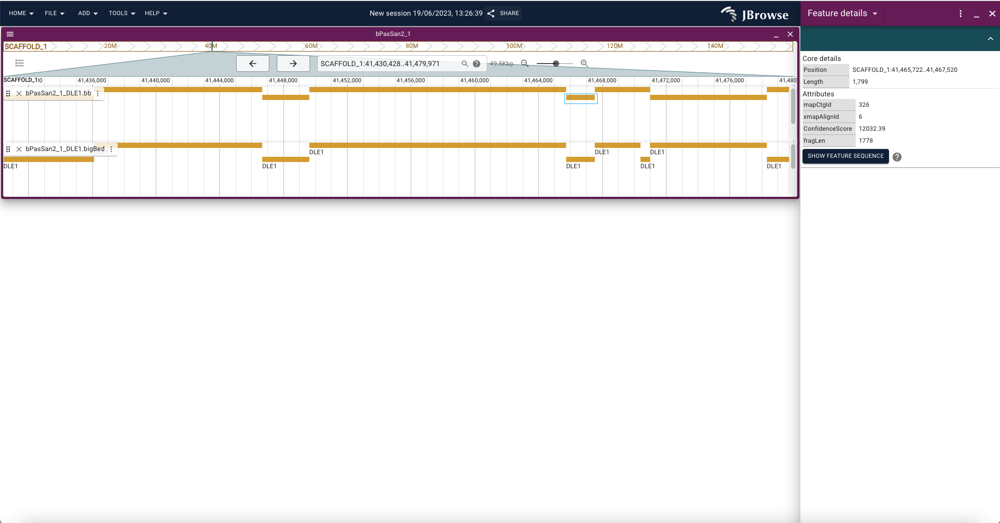 HOME FILE ADD TOOLS HELP New session 19/06/2023, 13:26:39 SHARE JBrowse
bPasSan2_1
SCAFFOLD_1 20M 40M 60M 80M 100M 120M 140M
SCAFFOLD_1:41,430,428..41,479,971 49.5Kbp
SCAFFOLD_1 41,436,000 41,440,000 41,444,000 41,448,000 41,452,000 41,456,000 41,460,000 41,464,000 41,468,000 41,472,000 41,476,000 41,480
bPasSan2_1_DLE1.bb
bPasSan2_1_DLE1.bigBed
DLE1 DLE1 DLE1 DLE1
DLE1 DLE1 DLE1 DLE1 DLE1
Feature details
Core details
Position SCAFFOLD_1:41,465,722..41,467,520
Length 1,799
Attributes
mapCtgId 326
xmapAlignId 6
ConfidenceScore 12032.39
fragLen 1778
SHOW FEATURE SEQUENCE ?